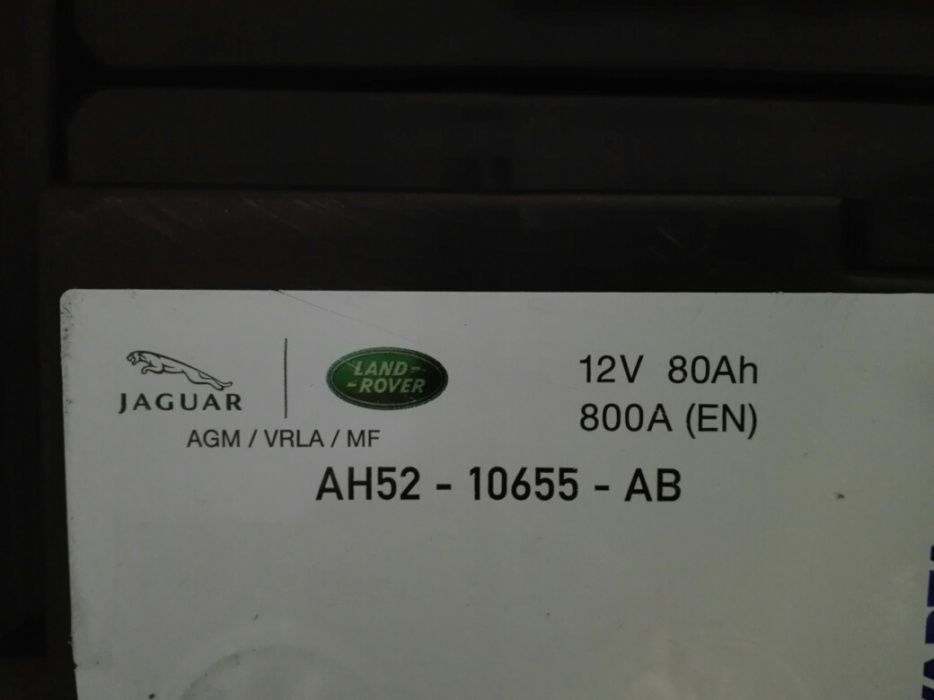 JAGUAR
LAND-
-ROVER
12V 80Ah
800A (EN)
AGM / VRLA / MF
AH52 - 10655 - AB